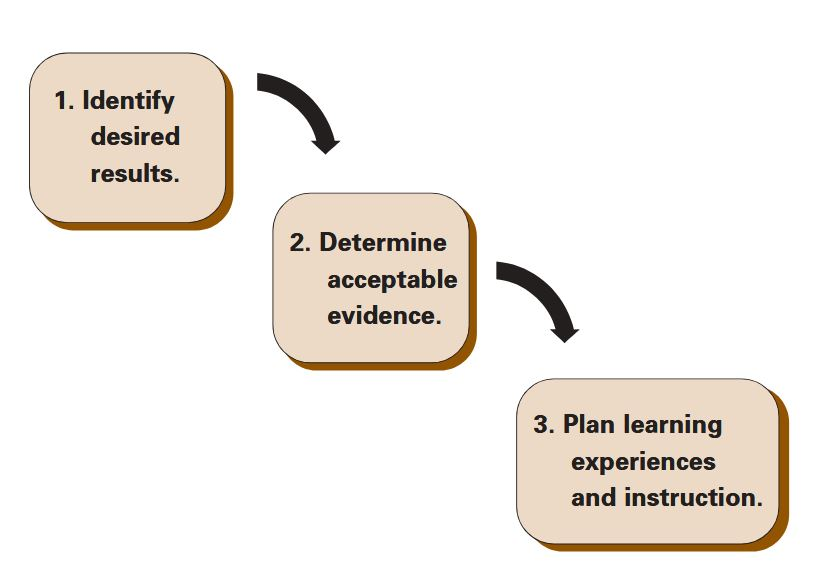 1. Identify
desired
results.
2. Determine
acceptable
evidence.
3. Plan learning
experiences
and instruction.